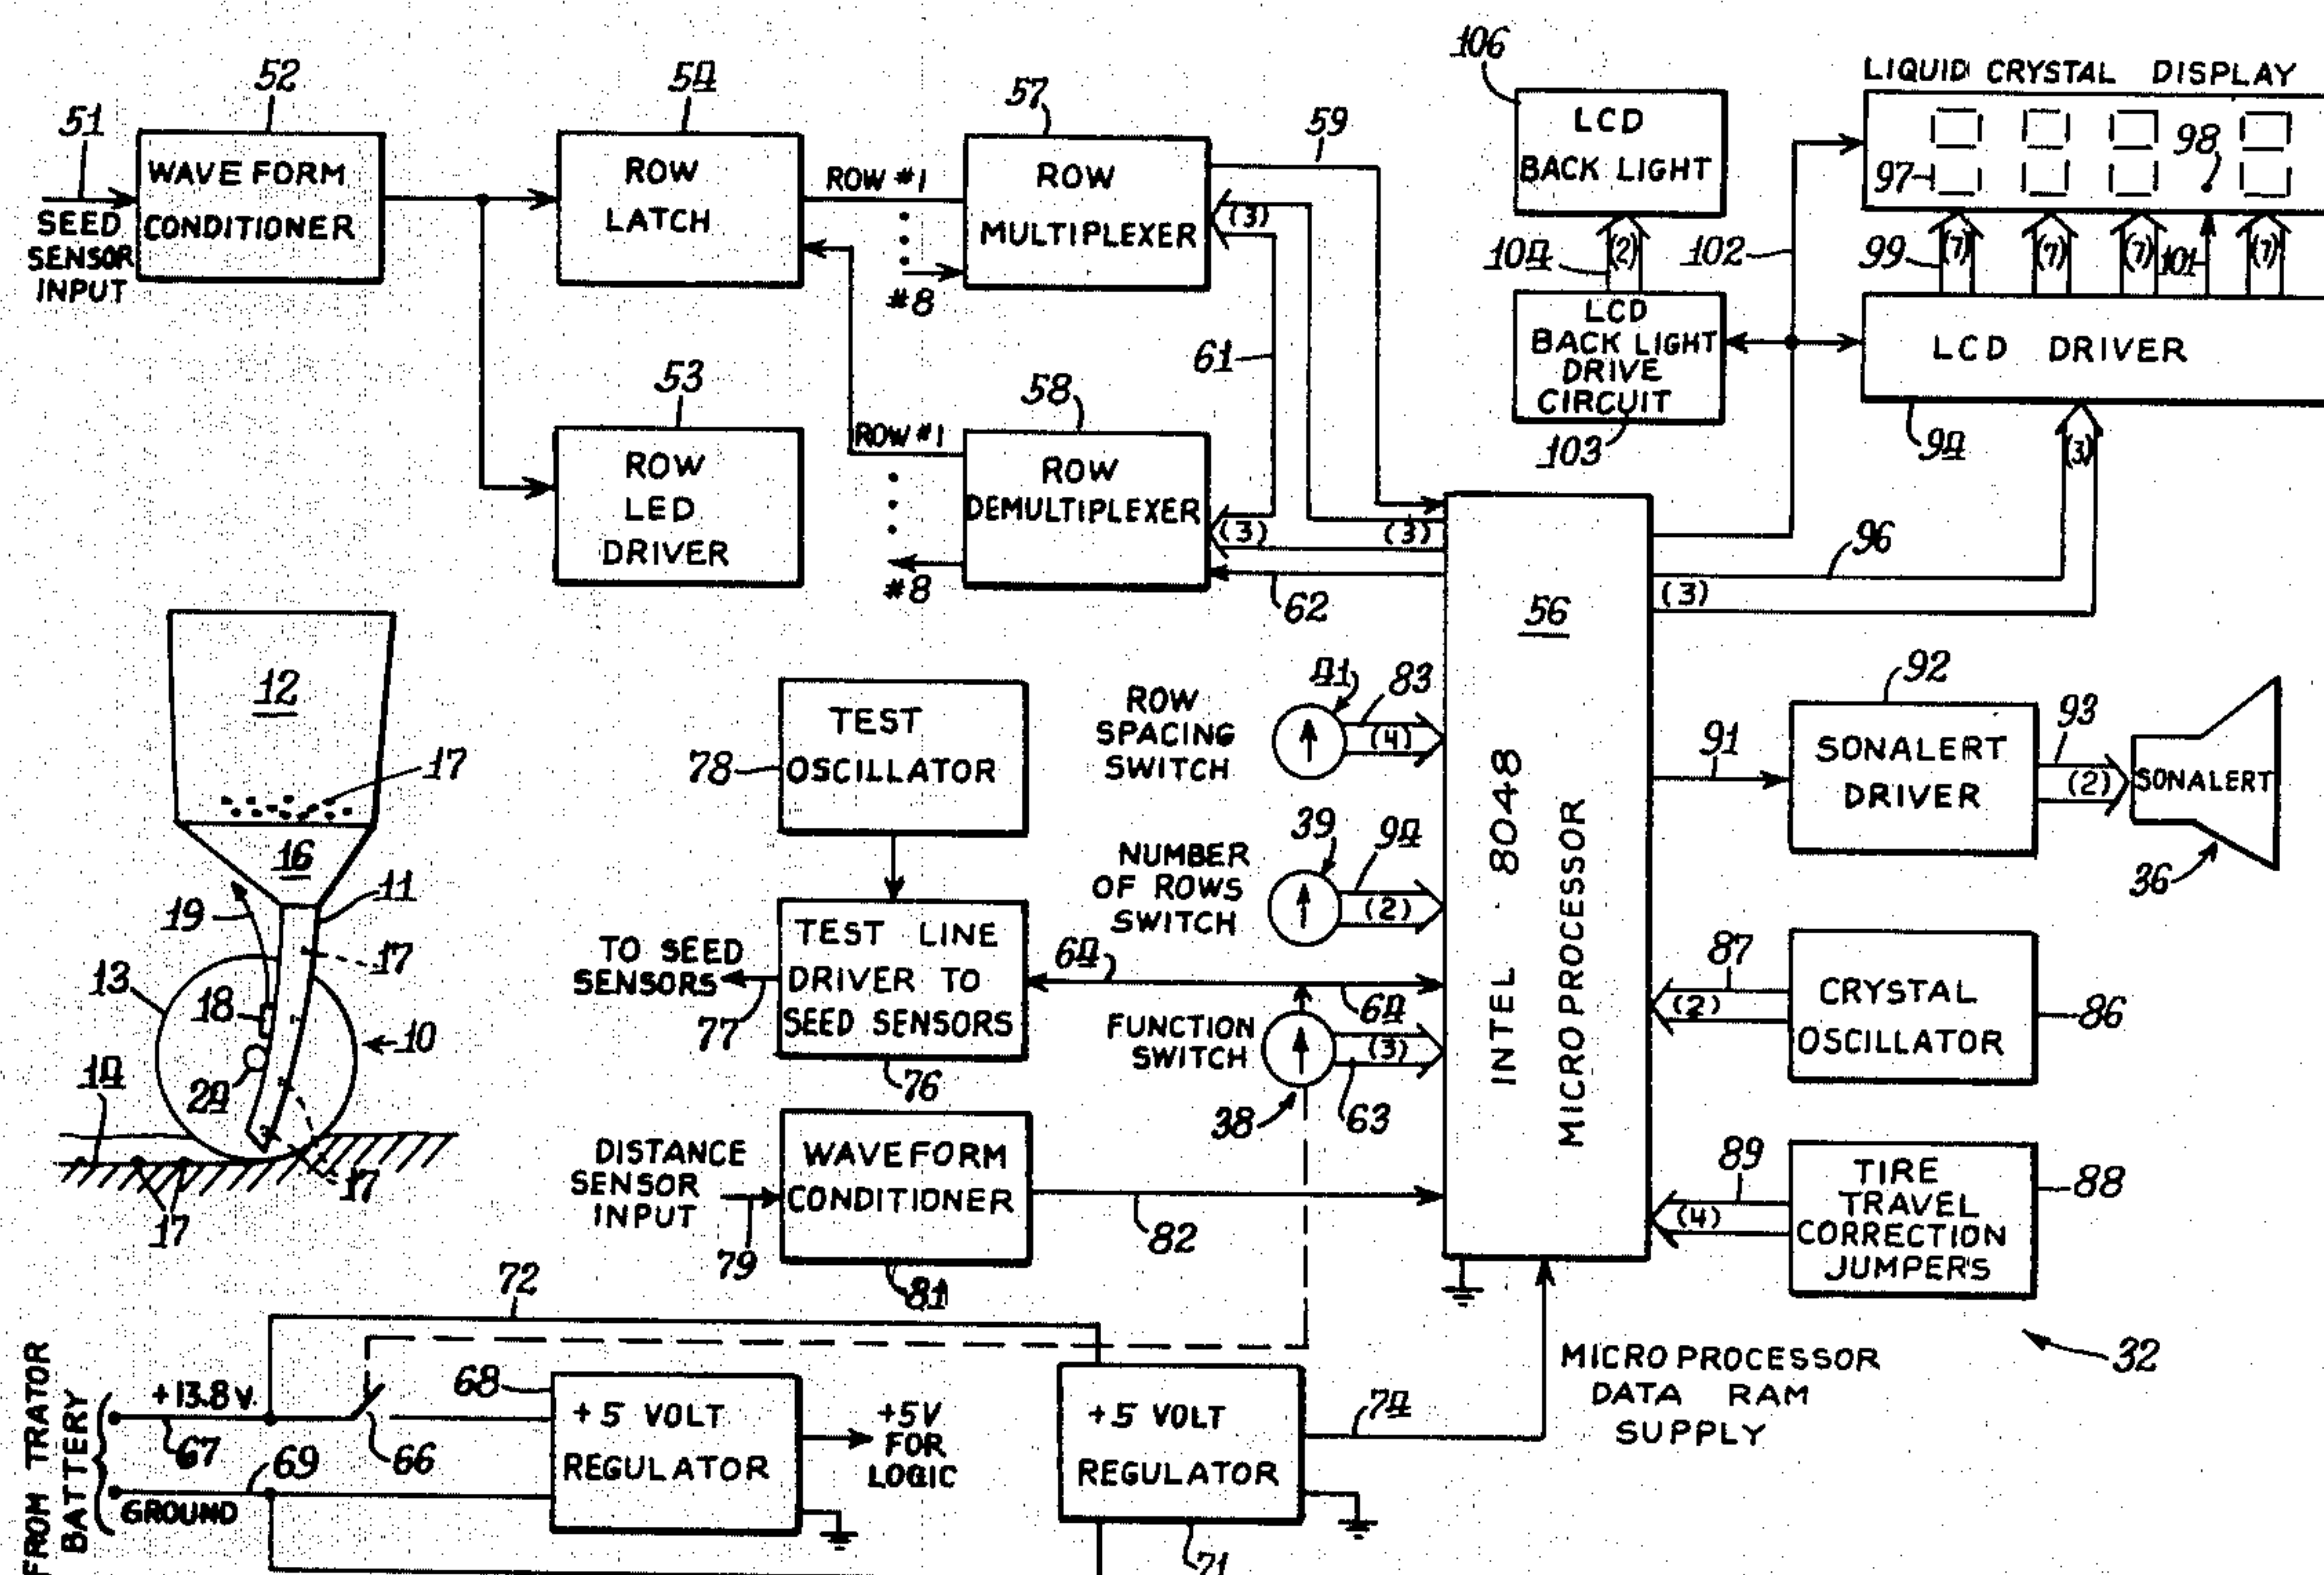 51
52
WAVE FORM
CONDITIONER
SEED
SENSOR
INPUT
54
ROW
LATCH
53
ROW
LED
DRIVER
ROW #1
#8
57
ROW
MULTIPLEXER
59
(3)
61
ROW #1
#8
58
ROW
DEMULTIPLEXER
(3)
(3)
62
106
LCD
BACK LIGHT
104
(2)
LCD
BACK LIGHT
DRIVE
CIRCUIT
103
102
LIQUID CRYSTAL DISPLAY
97
98
99
(7)
(7)
(7)
101
(7)
LCD DRIVER
94
(3)
96
(3)
56
INTEL 8048
MICROPROCESSOR
12
17
16
11
19
17
13
18
10
14
24
17
17
78
TEST
OSCILLATOR
ROW
SPACING
SWITCH
41
83
(4)
NUMBER
OF ROWS
SWITCH
39
94
(2)
TO SEED
SENSORS
77
TEST LINE
DRIVER TO
SEED SENSORS
76
64
64
FUNCTION
SWITCH
(3)
38
63
DISTANCE
SENSOR
INPUT
79
WAVEFORM
CONDITIONER
81
82
91
92
SONALERT
DRIVER
93
(2)
SONALERT
36
87
(2)
CRYSTAL
OSCILLATOR
86
89
(4)
TIRE
TRAVEL
CORRECTION
JUMPERS
88
32
72
FROM TRATOR
BATTERY
+13.8 V.
67
69
GROUND
66
68
+5 VOLT
REGULATOR
+5V
FOR
LOGIC
+5 VOLT
REGULATOR
71
74
MICROPROCESSOR
DATA RAM
SUPPLY